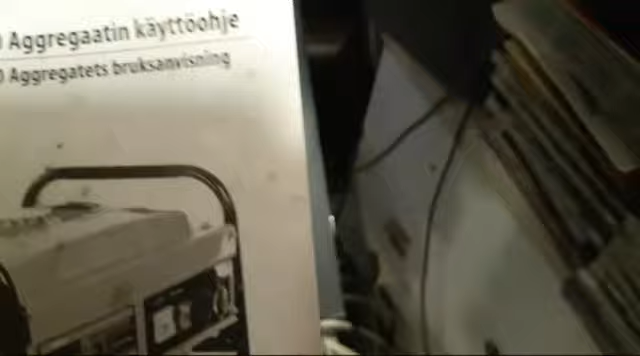 Aggregaatin käyttöohje
Aggregatets bruksanvisning